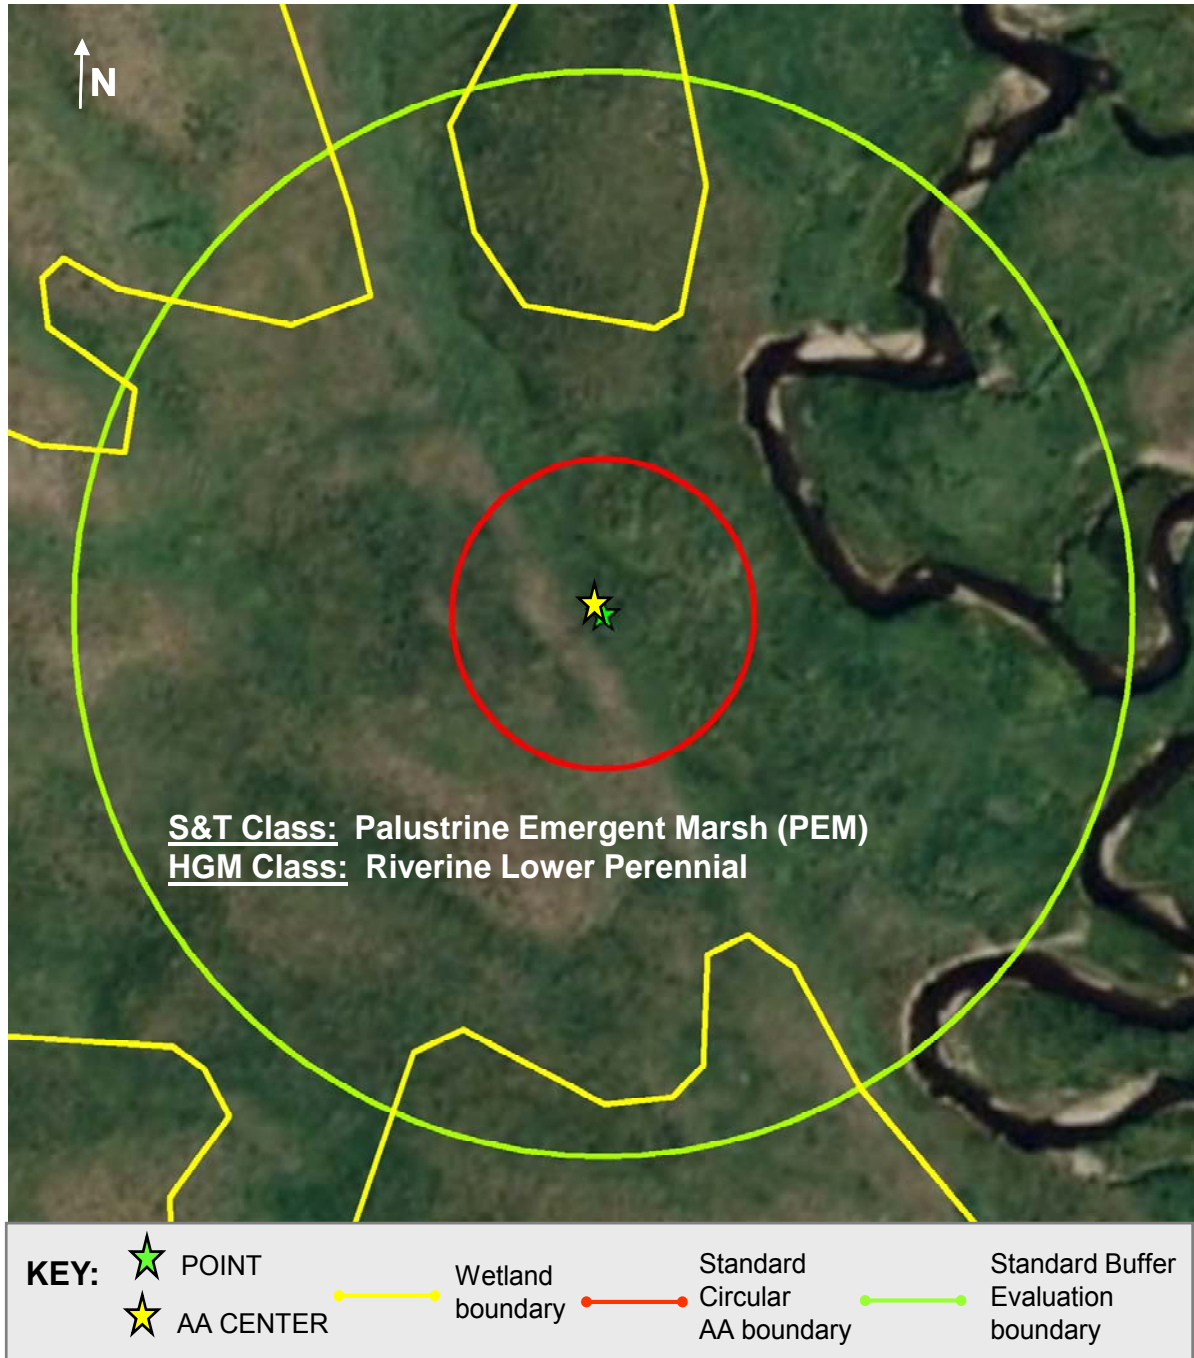 N
S&T Class: Palustrine Emergent Marsh (PEM)
HGM Class: Riverine Lower Perennial
KEY:
POINT
AA CENTER
Wetland
boundary
Standard
Circular
AA boundary
Standard Buffer
Evaluation
boundary